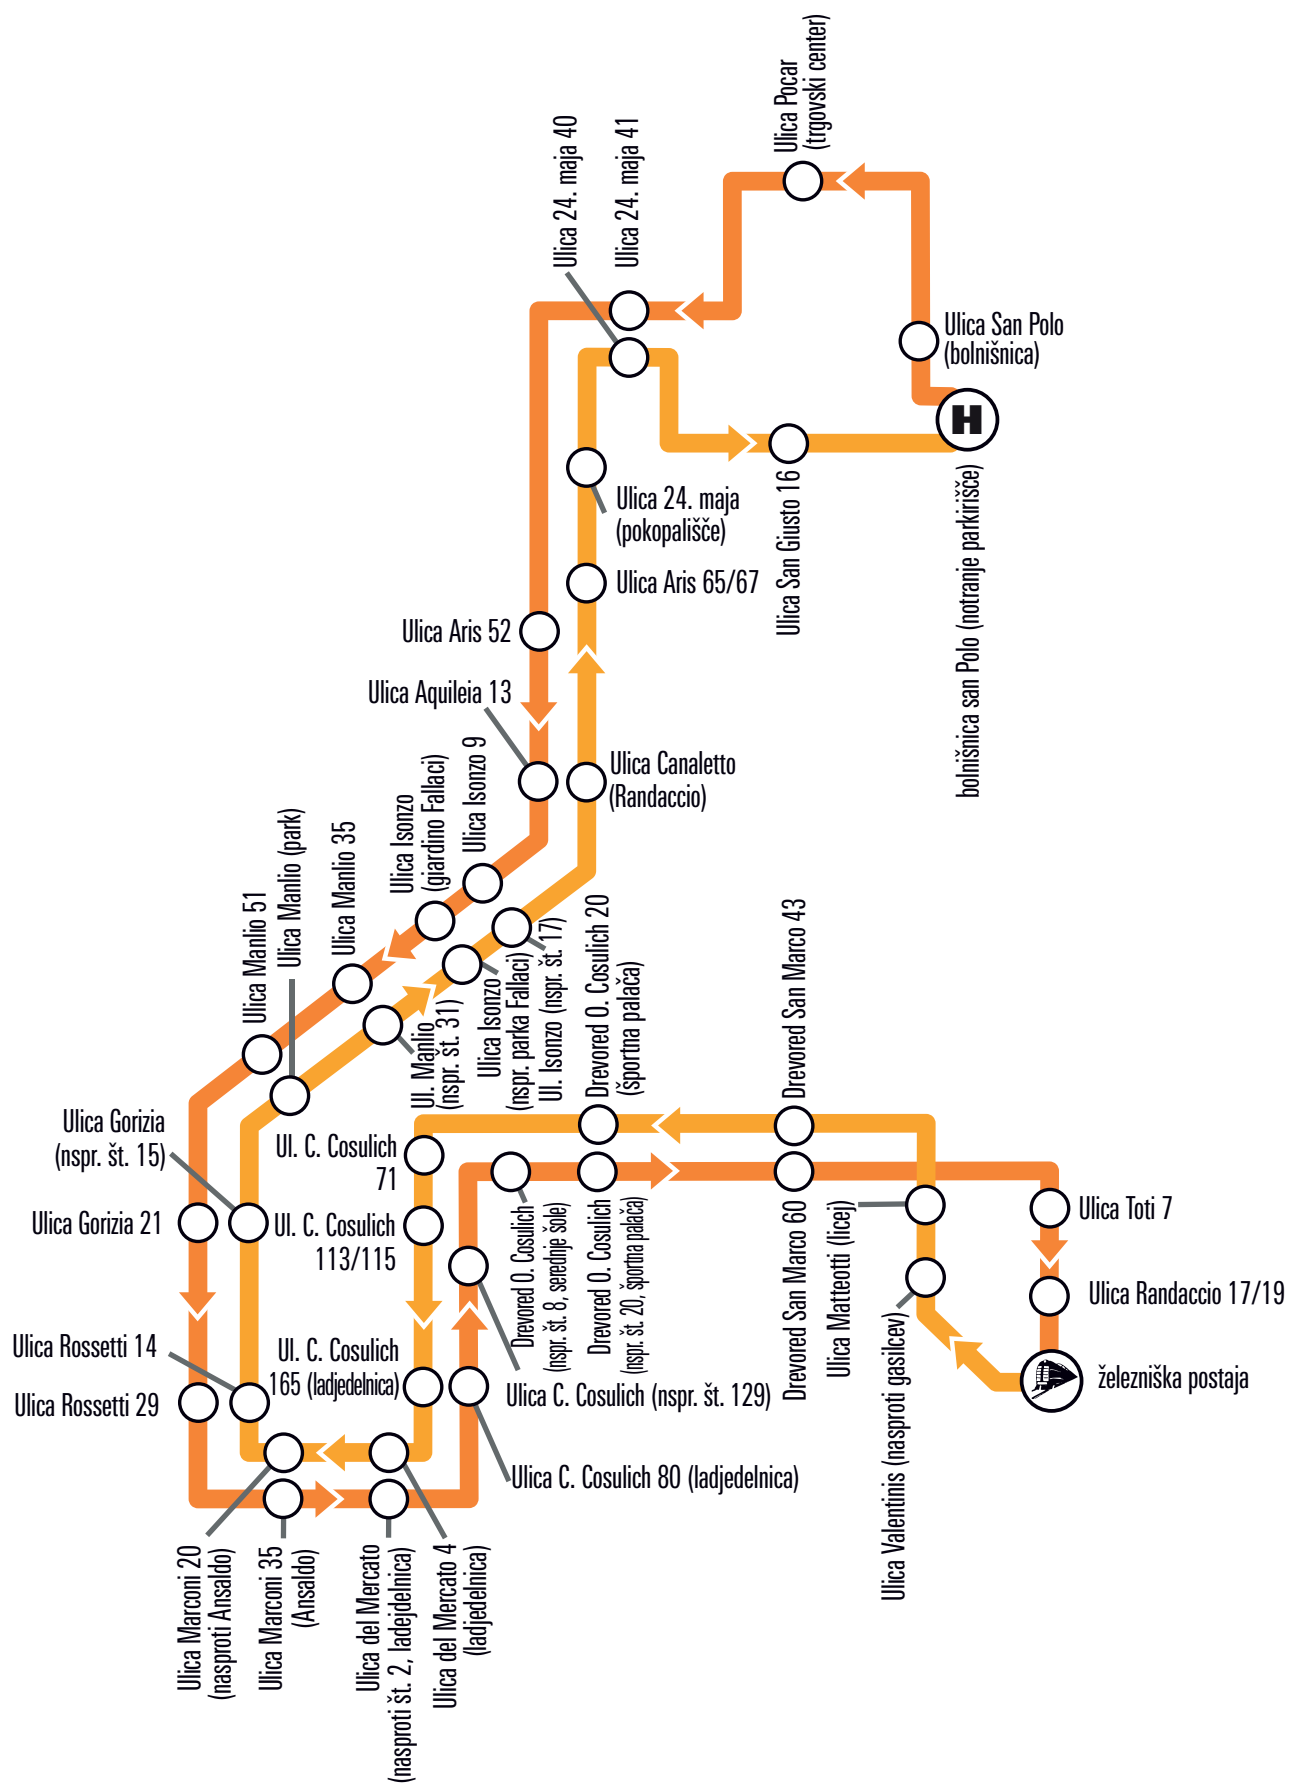 Ulica Pocar
(trgovski center)
Ulica 24. maja 40
Ulica 24. maja 41
Ulica San Polo
(bolnišnica)
H
bolnišnica san Polo (notranje parkirišče)
Ulica San Giusto 16
Ulica 24. maja
(pokopališče)
Ulica Aris 65/67
Ulica Aris 52
Ulica Aquileia 13
Ulica Canaletto
(Randaccio)
Ulica Isonzo 9
Ulica Isonzo
(giardino Fallaci)
Ulica Manlio 35
Ulica Manlio (park)
Ulica Manlio 51
Ul. Manlio
(nspr. št. 31)
Ulica Isonzo
(nspr. parka Fallaci)
Ul. Isonzo (nspr. št. 17)
Drevored O. Cosulich 20
(športna palača)
Drevored San Marco 43
Ulica Gorizia
(nspr. št. 15)
Ulica Gorizia 21
Ul. C. Cosulich
71
Ul. C. Cosulich
113/115
Ul. C. Cosulich
165 (ladjedelnica)
Drevored O. Cosulich
(nspr. št. 8, serednje šole)
Drevored O. Cosulich
(nspr. št. 20, športna palača)
Drevored San Marco 60
Ulica Matteotti (licej)
Ulica Valentinis (nasproti gasilcev)
Ulica Toti 7
Ulica Randaccio 17/19
železniška postaja
Ulica Rossetti 14
Ulica Rossetti 29
Ulica C. Cosulich (nspr. št. 129)
Ulica C. Cosulich 80 (ladjedelnica)
Ulica Marconi 20
(nasproti Ansaldo)
Ulica Marconi 35
(Ansaldo)
Ulica del Mercato
(nasproti št. 2, ladejdelnica)
Ulica del Mercato 4
(ladjedelnica)